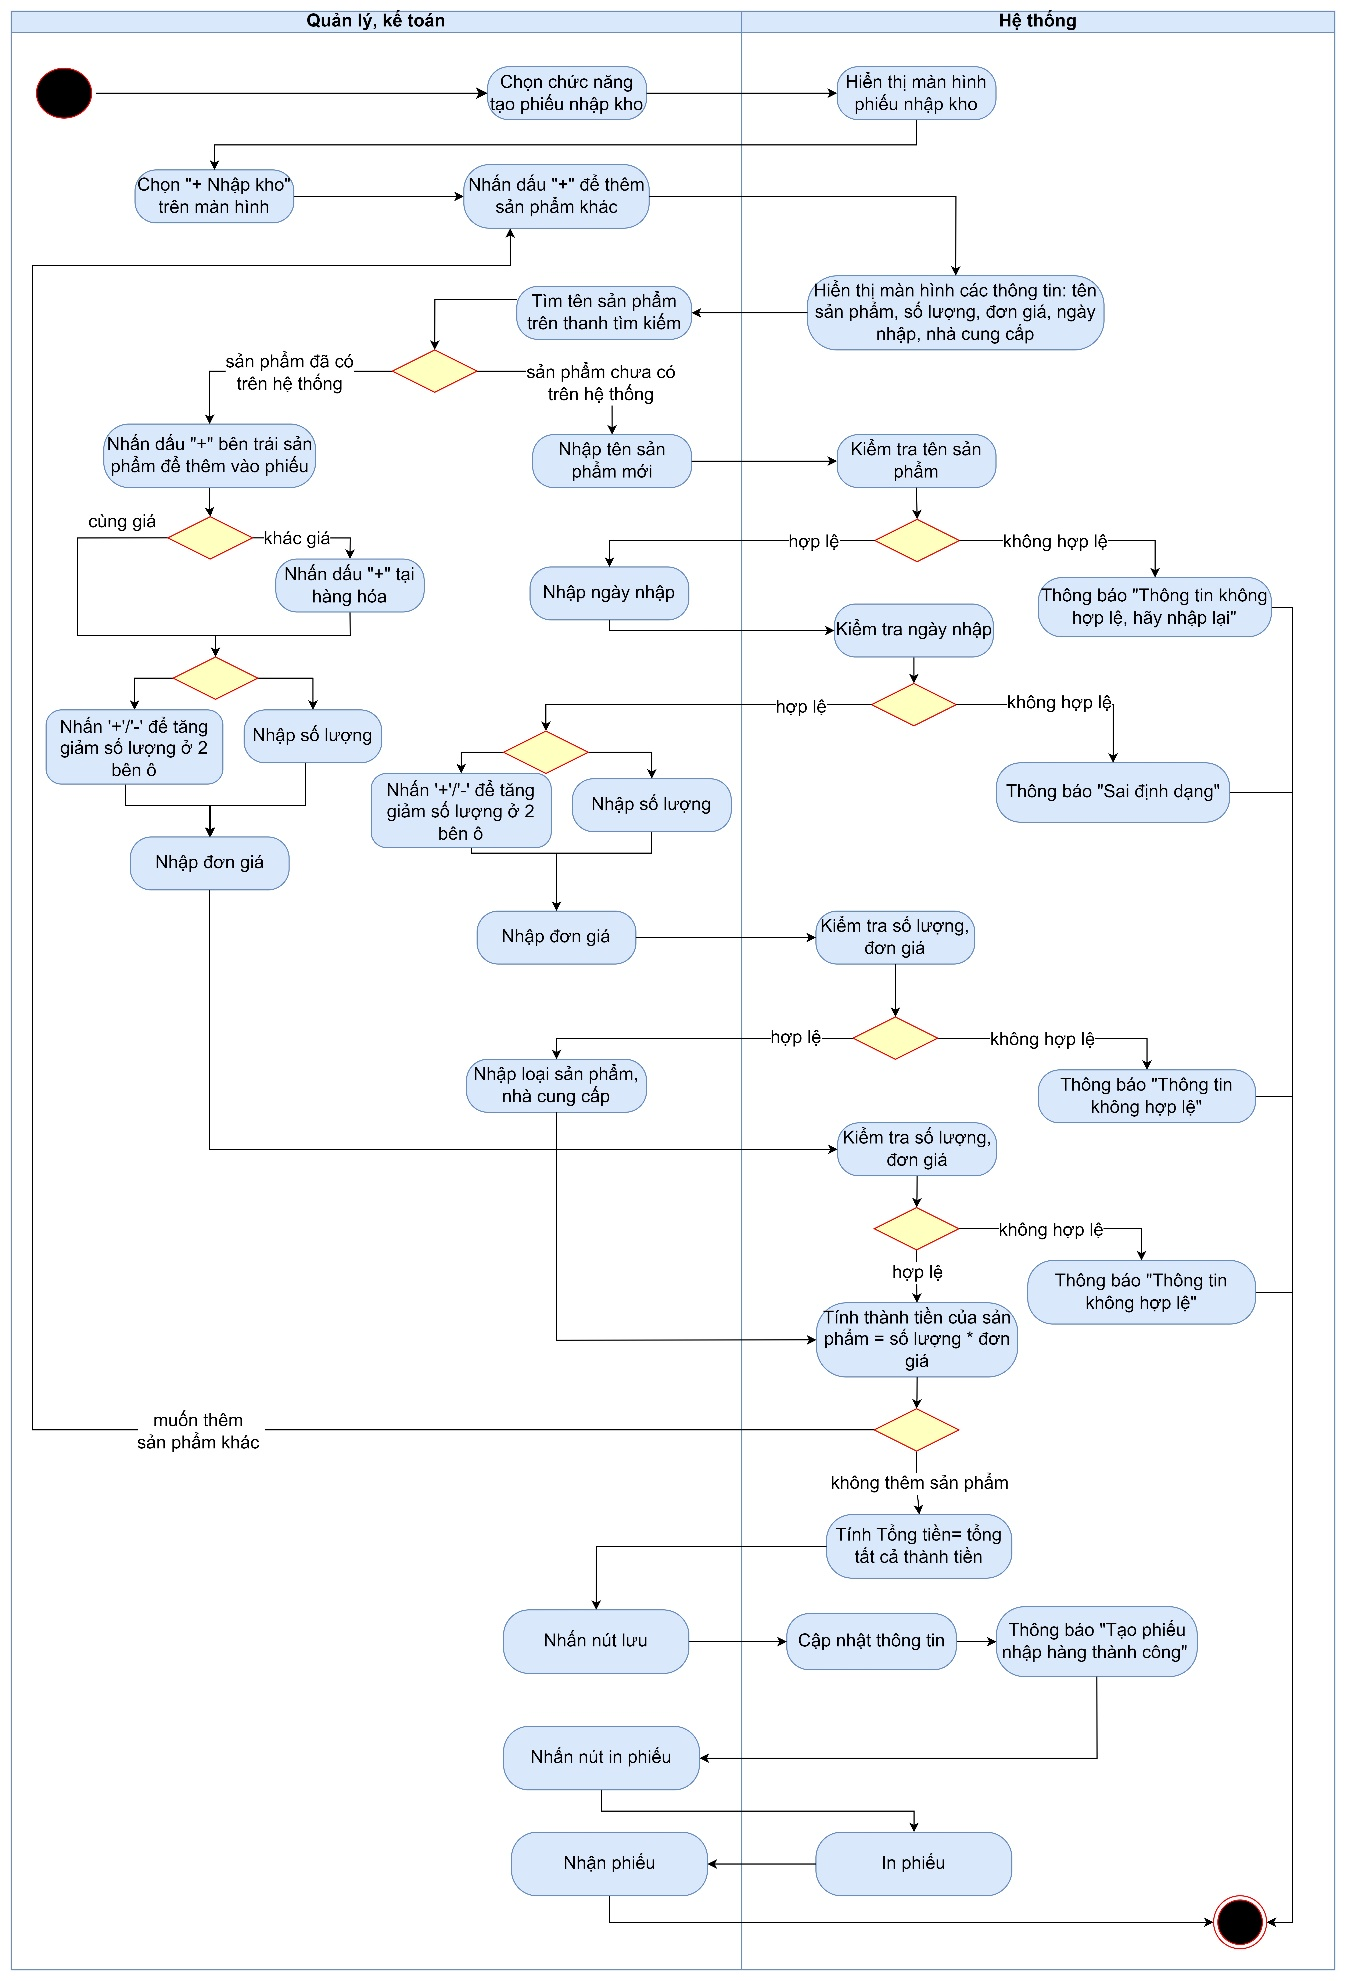 Quản lý, kế toán
Hệ thống
Chọn chức năng
tạo phiếu nhập kho
Hiển thị màn hình
phiếu nhập kho
Chọn "+ Nhập kho"
trên màn hình
Nhấn dấu "+" để thêm
sản phẩm khác
Hiển thị màn hình các thông tin: tên
sản phẩm, số lượng, đơn giá, ngày
nhập, nhà cung cấp
Tìm tên sản phẩm
trên thanh tìm kiếm
sản phẩm đã có
trên hệ thống
sản phẩm chưa có
trên hệ thống
Nhấn dấu "+" bên trái sản
phẩm để thêm vào phiếu
Nhập tên sản
phẩm mới
Kiểm tra tên sản
phẩm
cùng giá
khác giá
hợp lệ
không hợp lệ
Nhấn dấu "+" tại
hàng hóa
Nhập ngày nhập
Thông báo "Thông tin không
hợp lệ, hãy nhập lại"
Kiểm tra ngày nhập
hợp lệ
không hợp lệ
Nhấn '+'/'-' để tăng
giảm số lượng ở 2
bên ô
Nhập số lượng
Nhấn '+'/'-' để tăng
giảm số lượng ở 2
bên ô
Nhập số lượng
Thông báo "Sai định dạng"
Nhập đơn giá
Nhập đơn giá
Kiểm tra số lượng,
đơn giá
hợp lệ
không hợp lệ
Nhập loại sản phẩm,
nhà cung cấp
Thông báo "Thông tin
không hợp lệ"
Kiểm tra số lượng,
đơn giá
không hợp lệ
hợp lệ
Thông báo "Thông tin
không hợp lệ"
Tính thành tiền của sản
phẩm = số lượng * đơn
giá
muốn thêm
sản phẩm khác
không thêm sản phẩm
Tính Tổng tiền= tổng
tất cả thành tiền
Nhấn nút lưu
Cập nhật thông tin
Thông báo "Tạo phiếu
nhập hàng thành công"
Nhấn nút in phiếu
Nhận phiếu
In phiếu